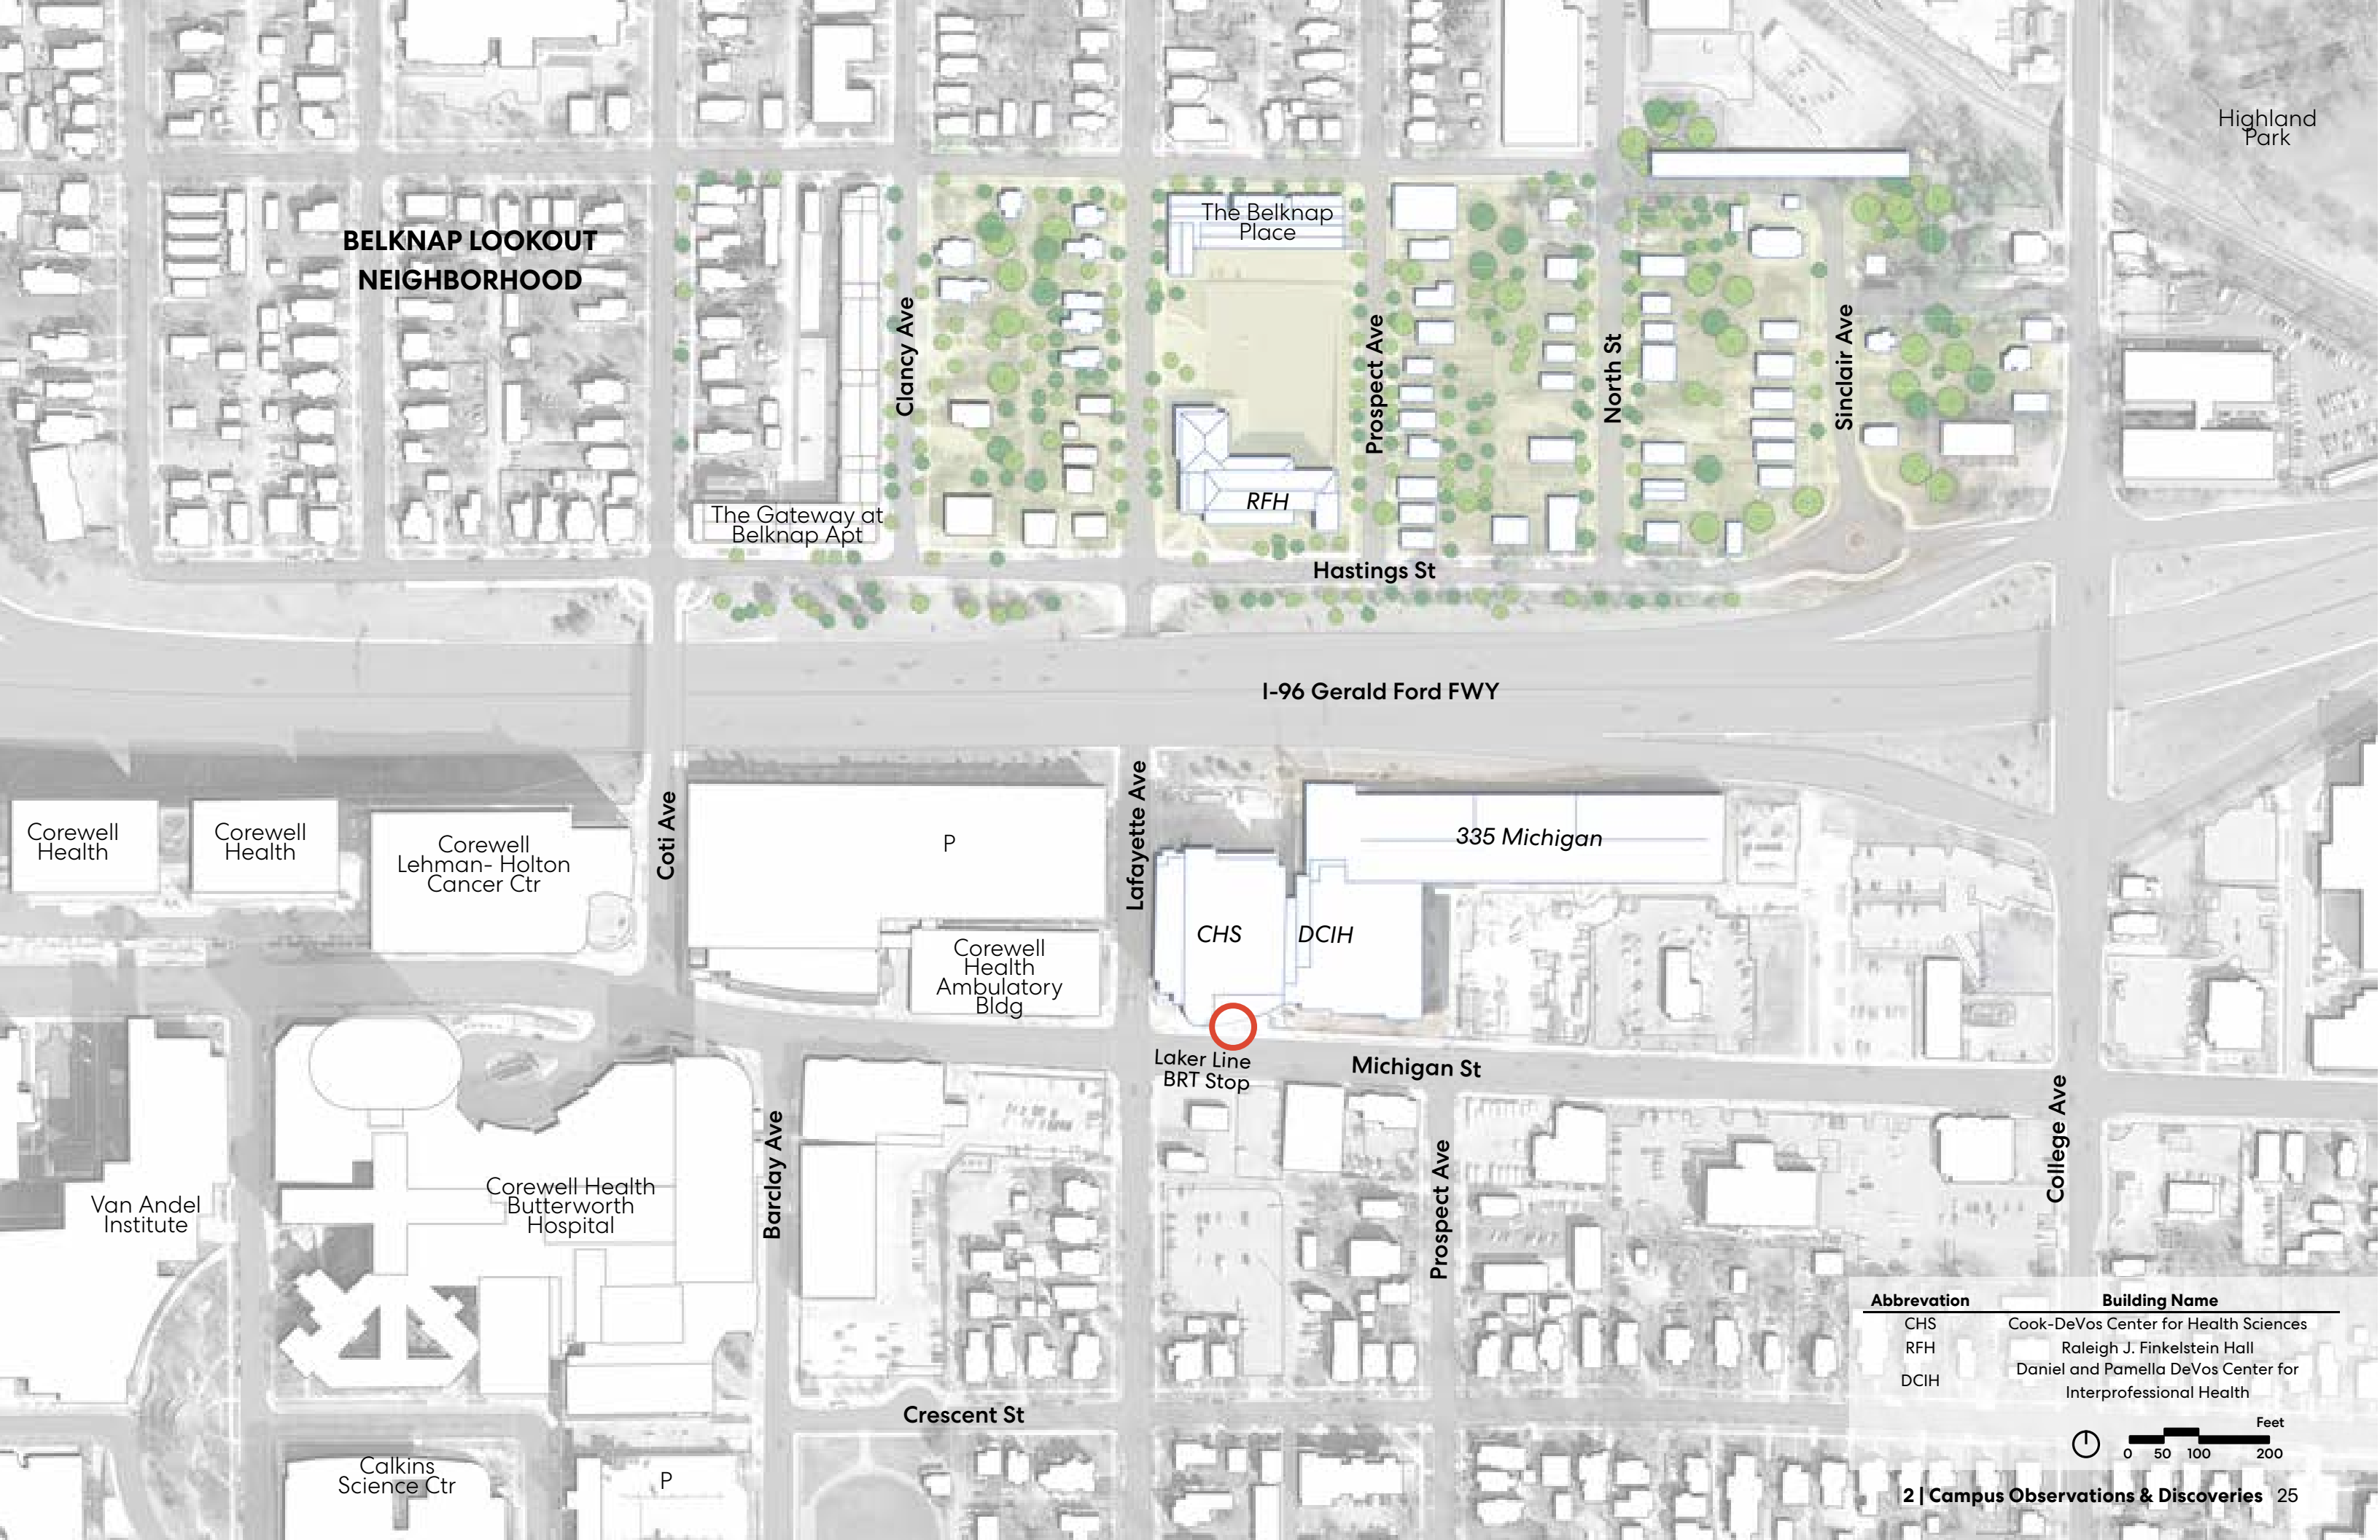 Highland
Park
BELKNAP LOOKOUT
NEIGHBORHOOD
The Belknap
Place
Clancy Ave
Prospect Ave
North St
Sinclair Ave
RFH
The Gateway at
Belknap Apt
Hastings St
I-96 Gerald Ford FWY
Corewell
Health
Corewell
Health
Corewell
Lehman- Holton
Cancer Ctr
Coti Ave
P
Lafayette Ave
335 Michigan
CHS
DCIH
Corewell
Health
Ambulatory
Bldg
Laker Line
BRT Stop
Michigan St
College Ave
Barclay Ave
Prospect Ave
Van Andel
Institute
Corewell Health
Butterworth
Hospital
Crescent St
Calkins
Science Ctr
P
Abbrevation Building Name
CHS Cook-DeVos Center for Health Sciences
RFH Raleigh J. Finkelstein Hall
DCIH Daniel and Pamella DeVos Center for
Interprofessional Health
Feet
0 50 100 200
2 | Campus Observations & Discoveries 25